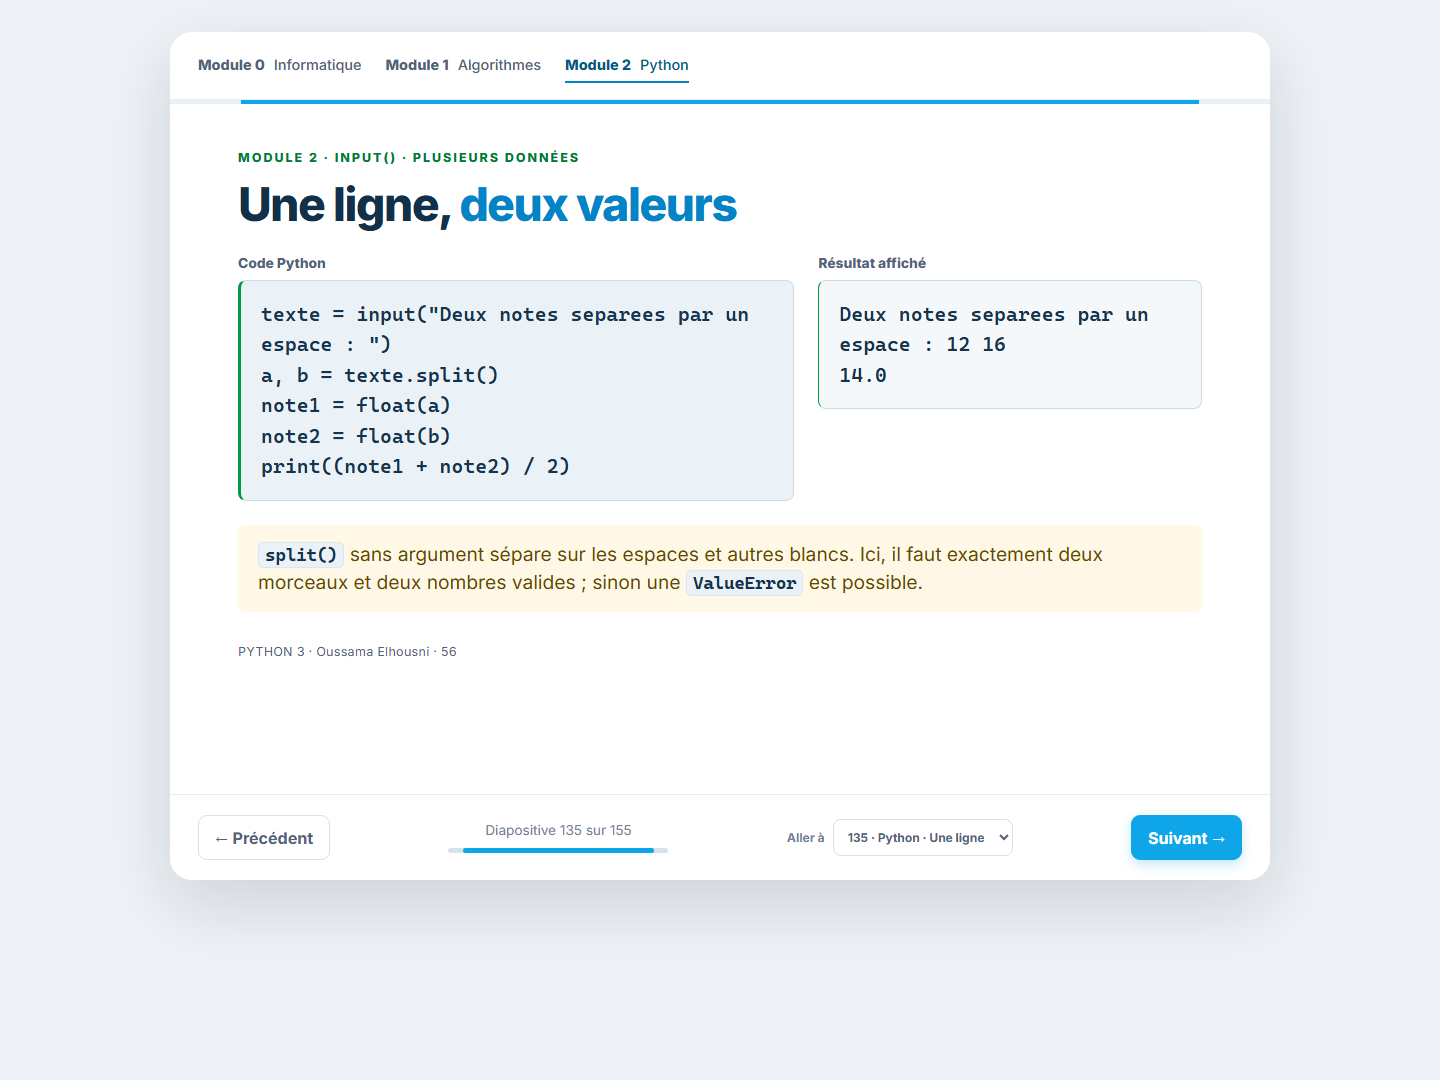 Module 0 Informatique Module 1 Algorithmes Module 2 Python
MODULE 2 · INPUT() · PLUSIEURS DONNÉES
Une ligne, deux valeurs
Code Python
texte = input("Deux notes separees par un
espace : ")
a, b = texte.split()
note1 = float(a)
note2 = float(b)
print((note1 + note2) / 2)
Résultat affiché
Deux notes separees par un
espace : 12 16
14.0
split() sans argument sépare sur les espaces et autres blancs. Ici, il faut exactement deux
morceaux et deux nombres valides ; sinon une ValueError est possible.
PYTHON 3 · Oussama Elhousni · 56
← Précédent
Diapositive 135 sur 155
Aller à 135 · Python · Une ligne
Suivant →